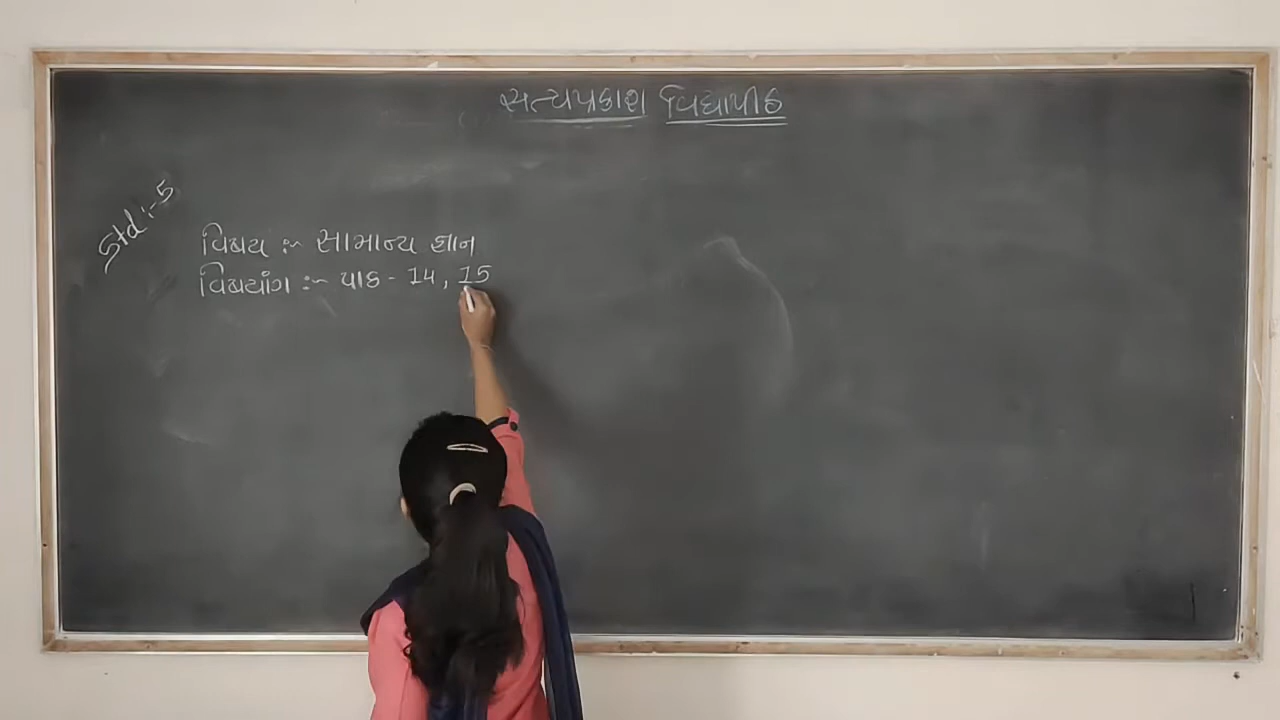 સત્યપ્રકાશ વિદ્યાપીઠ
Std :- 5
વિષય :- સામાન્ય જ્ઞાન
વિષયાંગ :- પાઠ - 14, 15